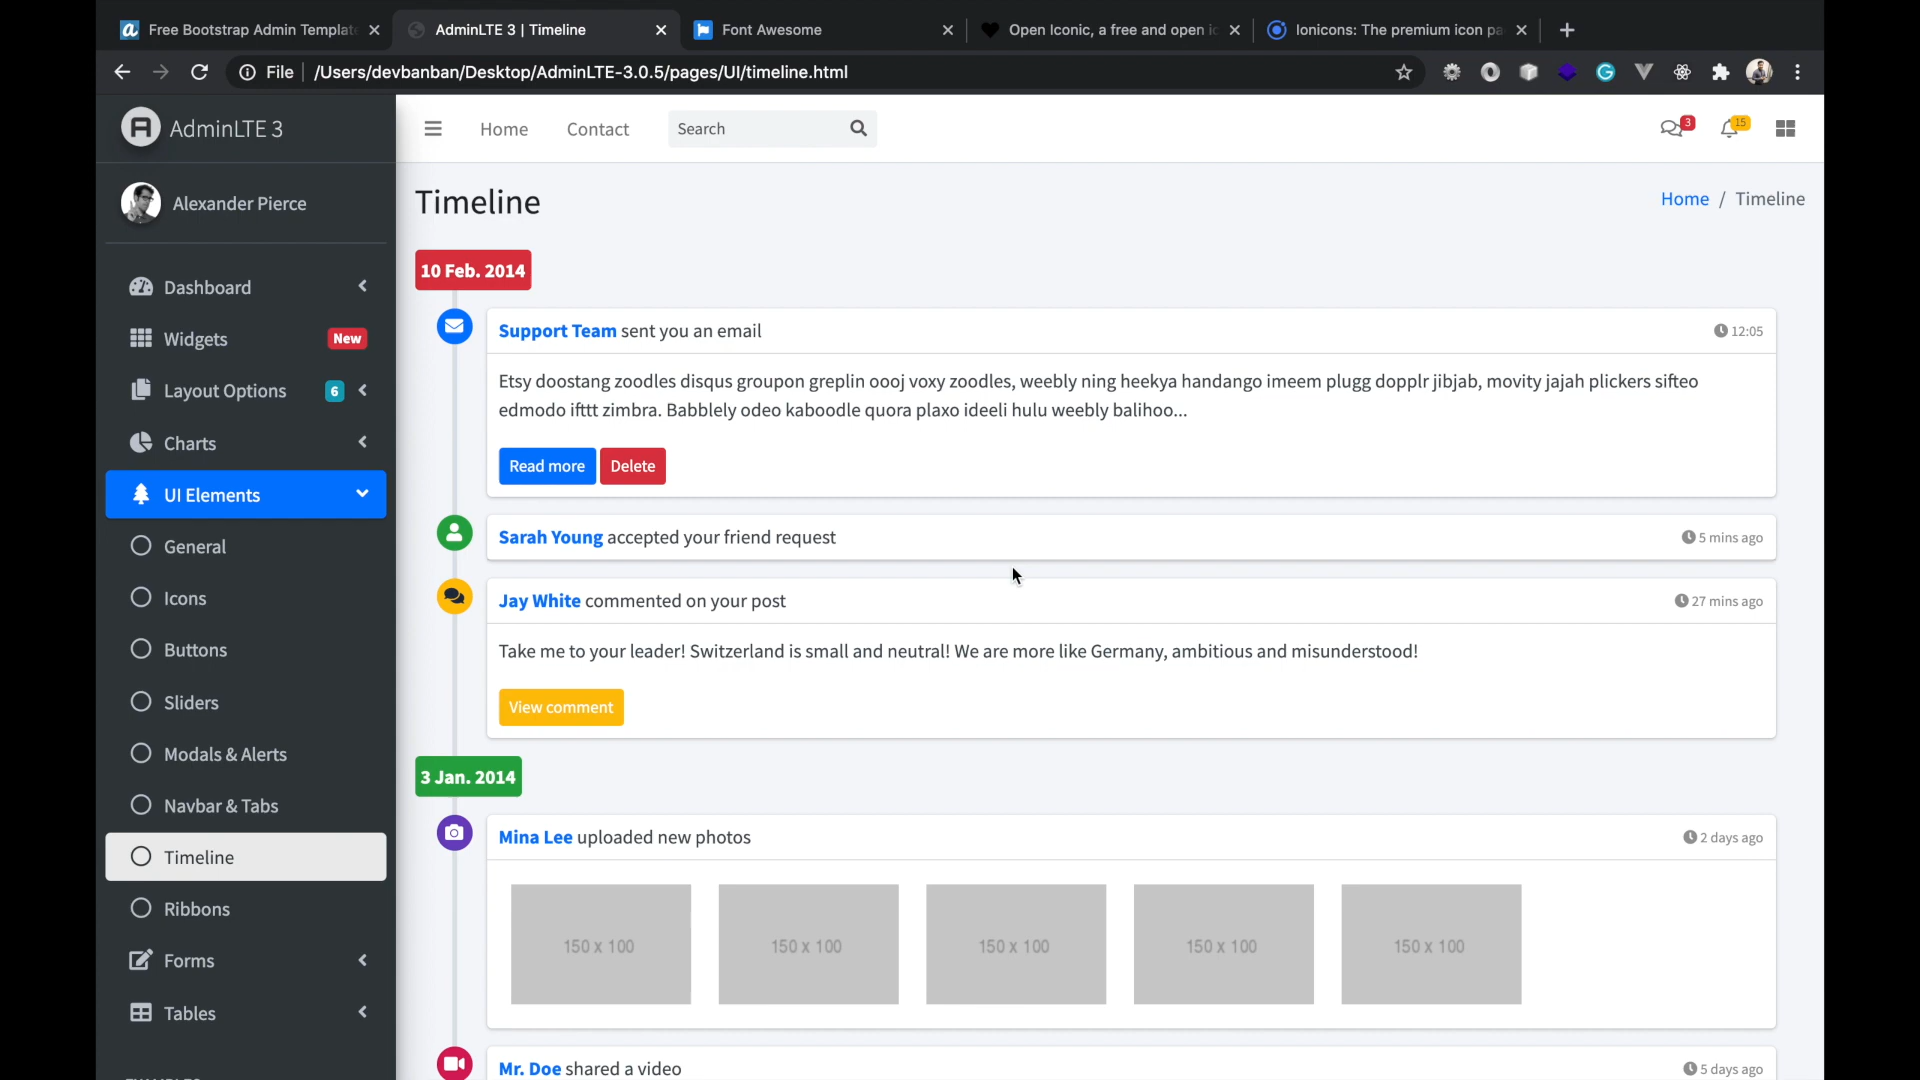 Free Bootstrap Admin Template
AdminLTE 3 | Timeline
Font Awesome
Open Iconic, a free and open ic
Ionicons: The premium icon pa
File
/Users/devbanban/Desktop/AdminLTE-3.0.5/pages/UI/timeline.html
AdminLTE 3
Home
Contact
Search
3
15
Alexander Pierce
Timeline
Home / Timeline
Dashboard
Widgets
New
Layout Options
6
Charts
UI Elements
General
Icons
Buttons
Sliders
Modals & Alerts
Navbar & Tabs
Timeline
Ribbons
Forms
Tables
10 Feb. 2014
Support Team sent you an email
12:05
Etsy doostang zoodles disqus groupon greplin oooj voxy zoodles, weebly ning heekya handango imeem plugg dopplr jibjab, movity jajah plickers sifteo
edmodo ifttt zimbra. Babblely odeo kaboodle quora plaxo ideeli hulu weebly balihoo...
Read more
Delete
Sarah Young accepted your friend request
5 mins ago
Jay White commented on your post
27 mins ago
Take me to your leader! Switzerland is small and neutral! We are more like Germany, ambitious and misunderstood!
View comment
3 Jan. 2014
Mina Lee uploaded new photos
2 days ago
150 x 100
150 x 100
150 x 100
150 x 100
150 x 100
Mr. Doe shared a video
5 days ago